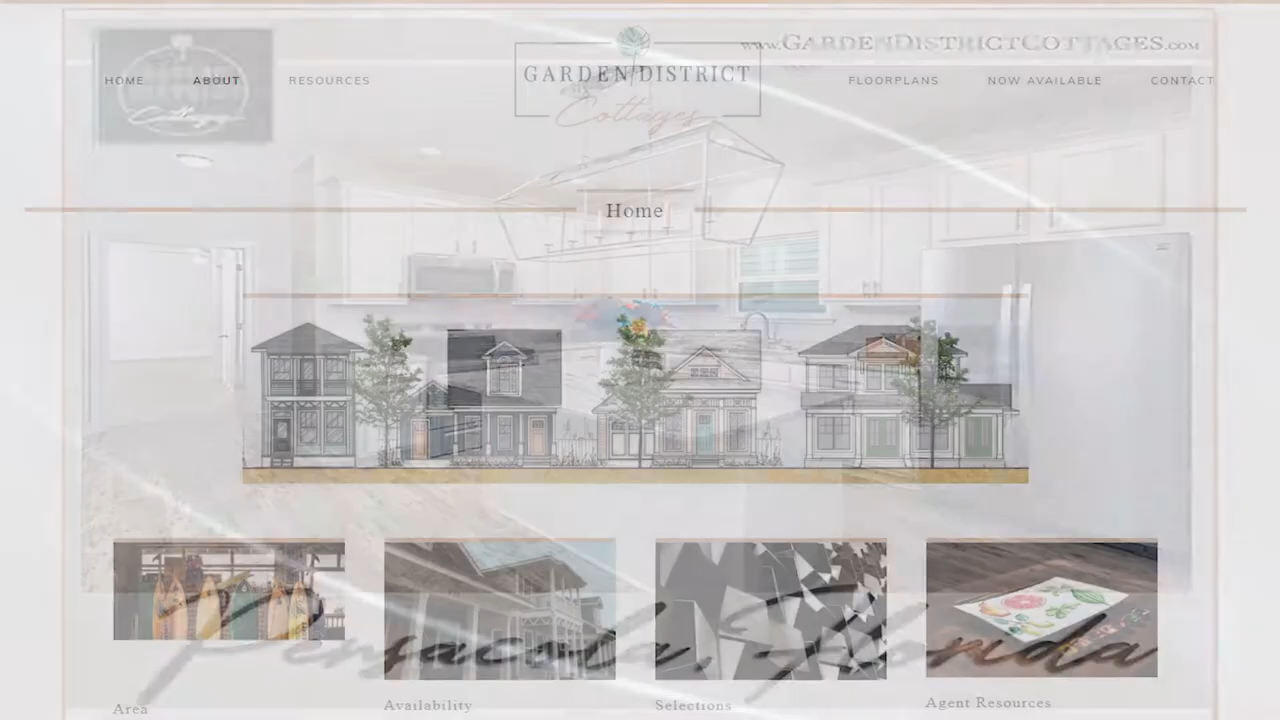 www.GardenDistrictCottages.com
HOME
ABOUT
RESOURCES
GARDEN DISTRICT
Cottages
FLOORPLANS
NOW AVAILABLE
CONTACT
Home
Pensacola, Florida
Area
Availability
Selections
Agent Resources